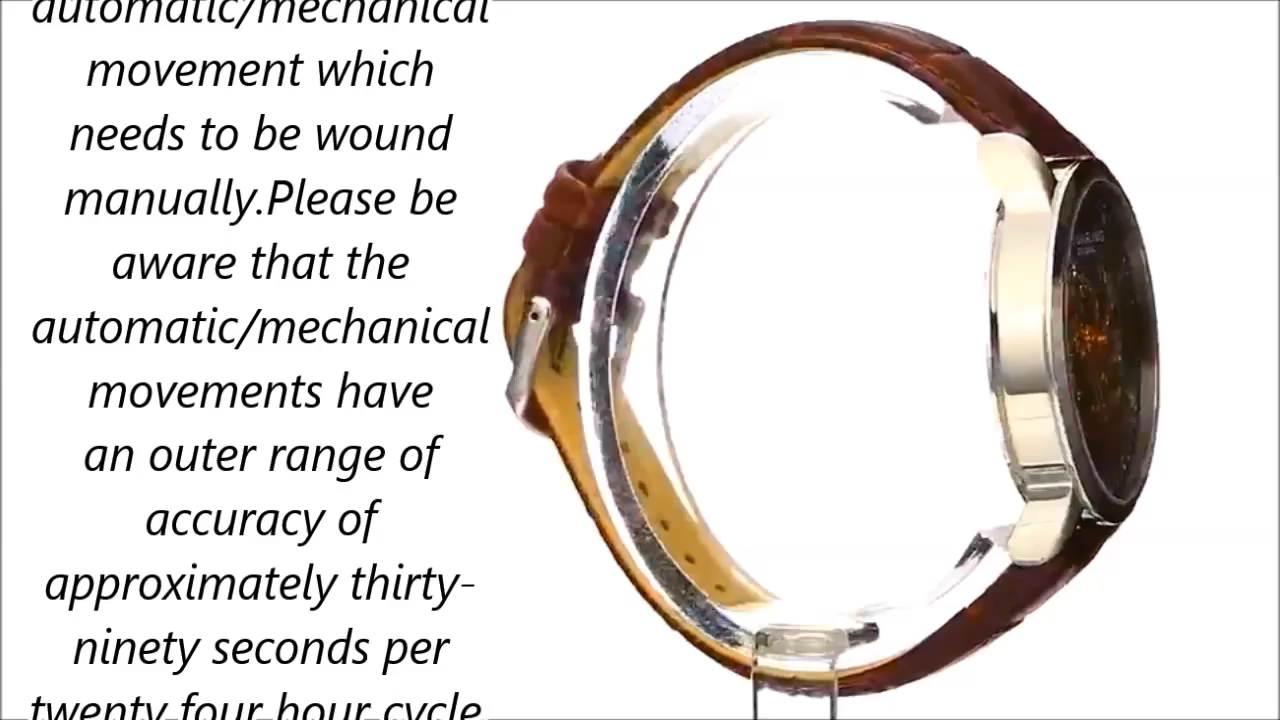 automatic/mechanical
movement which
needs to be wound
manually.Please be
aware that the
automatic/mechanical
movements have
an outer range of
accuracy of
approximately thirty-
ninety seconds per
twenty-four-hour cycle